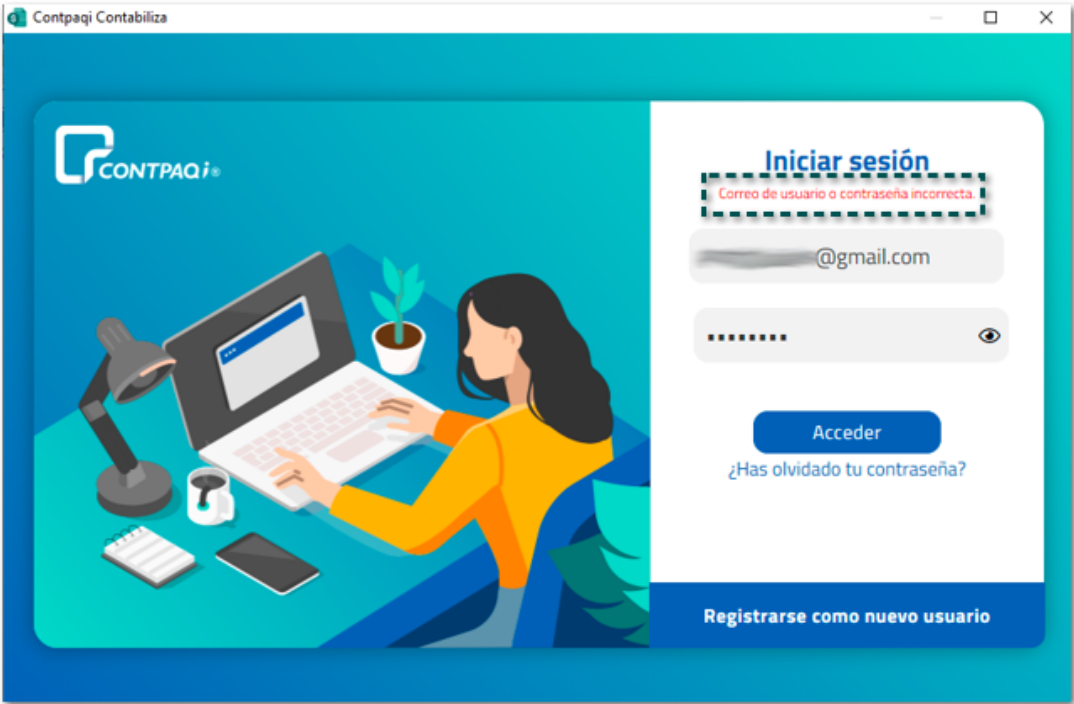 Contpaqi Contabiliza
CONTPAQi®
Iniciar sesión
Correo de usuario o contraseña incorrecta.
@gmail.com
Acceder
¿Has olvidado tu contraseña?
Registrarse como nuevo usuario